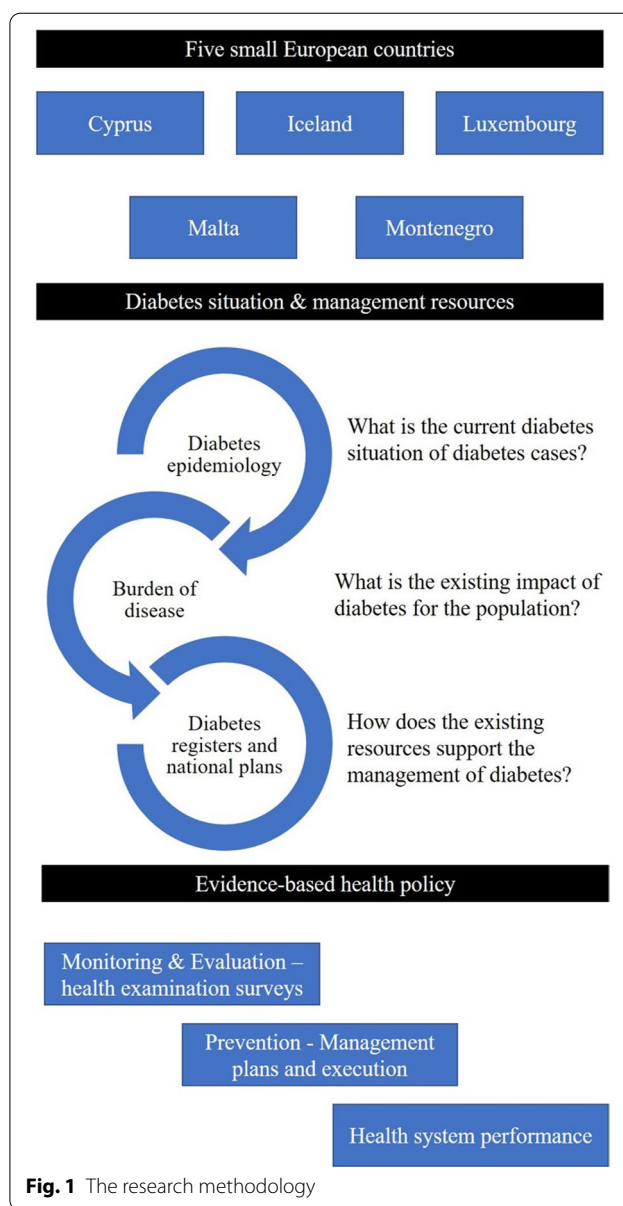 Five small European countries
Cyprus
Iceland
Luxembourg
Malta
Montenegro
Diabetes situation & management resources
Diabetes
epidemiology
What is the current diabetes
situation of diabetes cases?
Burden of
disease
What is the existing impact of
diabetes for the population?
Diabetes
registers and
national plans
How does the existing
resources support the
management of diabetes?
Evidence-based health policy
Monitoring & Evaluation –
health examination surveys
Prevention - Management
plans and execution
Health system performance
Fig. 1 The research methodology